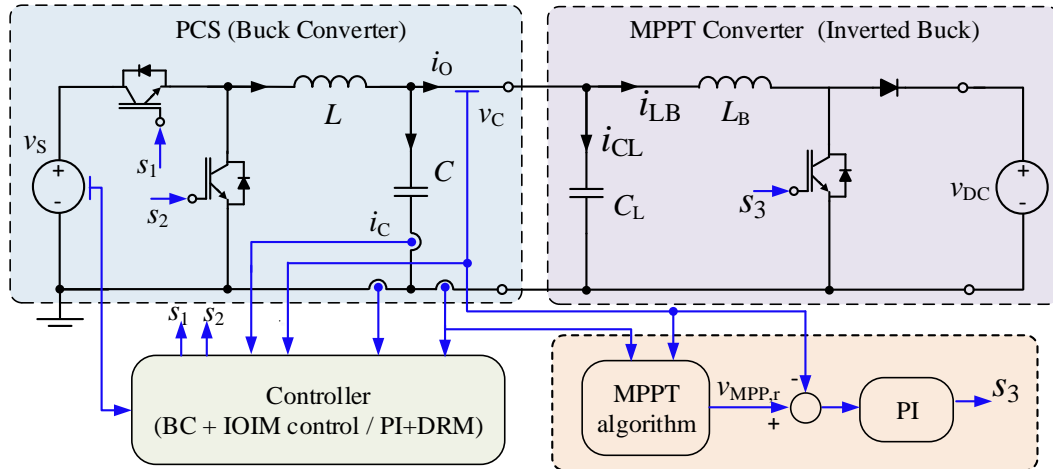 PCS (Buck Converter)
MPPT Converter (Inverted Buck)
iO
L
vC
iLB
LB
vS
s1
C
iCL
CL
s2
s3
vDC
iC
+
-
+
-
s1
s2
Controller
(BC + IOIM control / PI+DRM)
MPPT
algorithm
vMPP,r
-
+
PI
s3